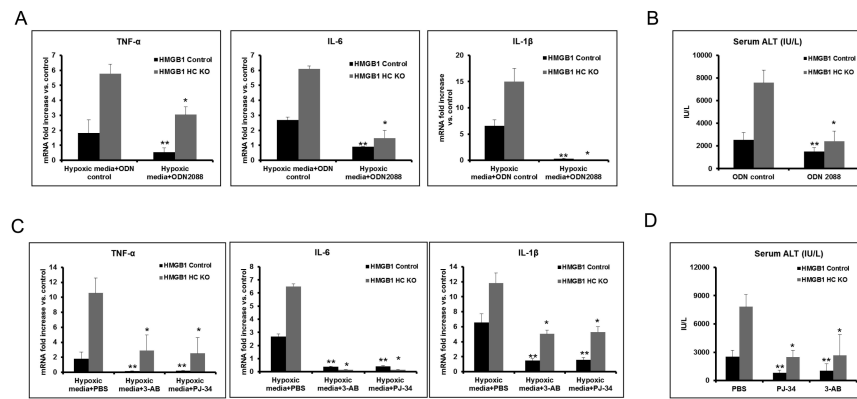 A
TNF-α
HMGB1 Control
HMGB1 HC KO
mRNA fold increase vs. control
7
6
5
4
3
2
1
0
**
*
Hypoxic media+ODN control
Hypoxic media+ODN2088
IL-6
HMGB1 Control
HMGB1 HC KO
mRNA fold increase vs. control
7
6
5
4
3
2
1
0
**
*
Hypoxic media+ODN control
Hypoxic media+ODN2088
IL-1β
HMGB1 Control
HMGB1 HC KO
mRNA fold increase vs. control
20
15
10
5
0
**
*
Hypoxic media+ODN control
Hypoxic media+ODN2088
B
Serum ALT (IU/L)
HMGB1 Control
HMGB1 HC KO
IU/L
10000
8000
6000
4000
2000
0
**
*
ODN control
ODN 2088
C
TNF-α
HMGB1 Control
HMGB1 HC KO
mRNA fold increase vs. control
14
12
10
8
6
4
2
0
**
*
**
*
Hypoxic media+PBS
Hypoxic media+3-AB
Hypoxic media+PJ-34
IL-6
HMGB1 Control
HMGB1 HC KO
mRNA fold increase vs. control
8
7
6
5
4
3
2
1
0
**
*
**
*
Hypoxic media+PBS
Hypoxic media+3-AB
Hypoxic media+PJ-34
IL-1β
HMGB1 Control
HMGB1 HC KO
mRNA fold increase vs. control
14
12
10
8
6
4
2
0
**
*
**
*
Hypoxic media+PBS
Hypoxic media+3-AB
Hypoxic media+PJ-34
D
Serum ALT (IU/L)
HMGB1 Control
HMGB1 HC KO
IU/L
12000
9000
6000
3000
0
**
*
**
*
PBS
PJ-34
3-AB